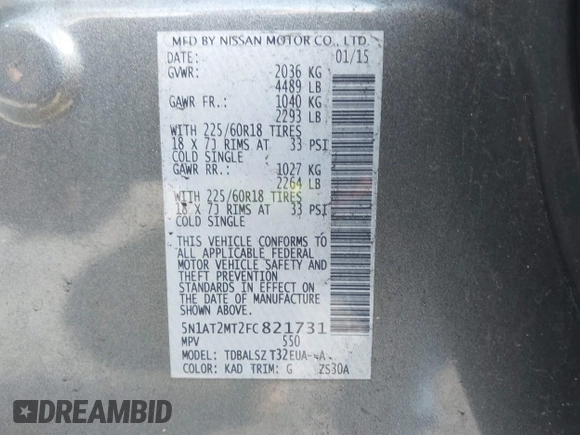 MFD BY NISSAN MOTOR CO., LTD.
DATE: 01/15
GVWR: 2036 KG
4489 LB
GAWR FR.: 1040 KG
2293 LB
WITH 225/60R18 TIRES
18 X 7J RIMS AT 33 PSI
COLD SINGLE
GAWR RR.: 1027 KG
2264 LB
WITH 225/60R18 TIRES
18 X 7J RIMS AT 33 PSI
COLD SINGLE
THIS VEHICLE CONFORMS TO
ALL APPLICABLE FEDERAL
MOTOR VEHICLE SAFETY AND
THEFT PREVENTION
STANDARDS IN EFFECT ON
THE DATE OF MANUFACTURE
SHOWN ABOVE.
5N1AT2MT2FC821731
MPV 550
MODEL: TDBALSZ T32EUA-
COLOR: KAD TRIM: G ZS30A
DREAMBID